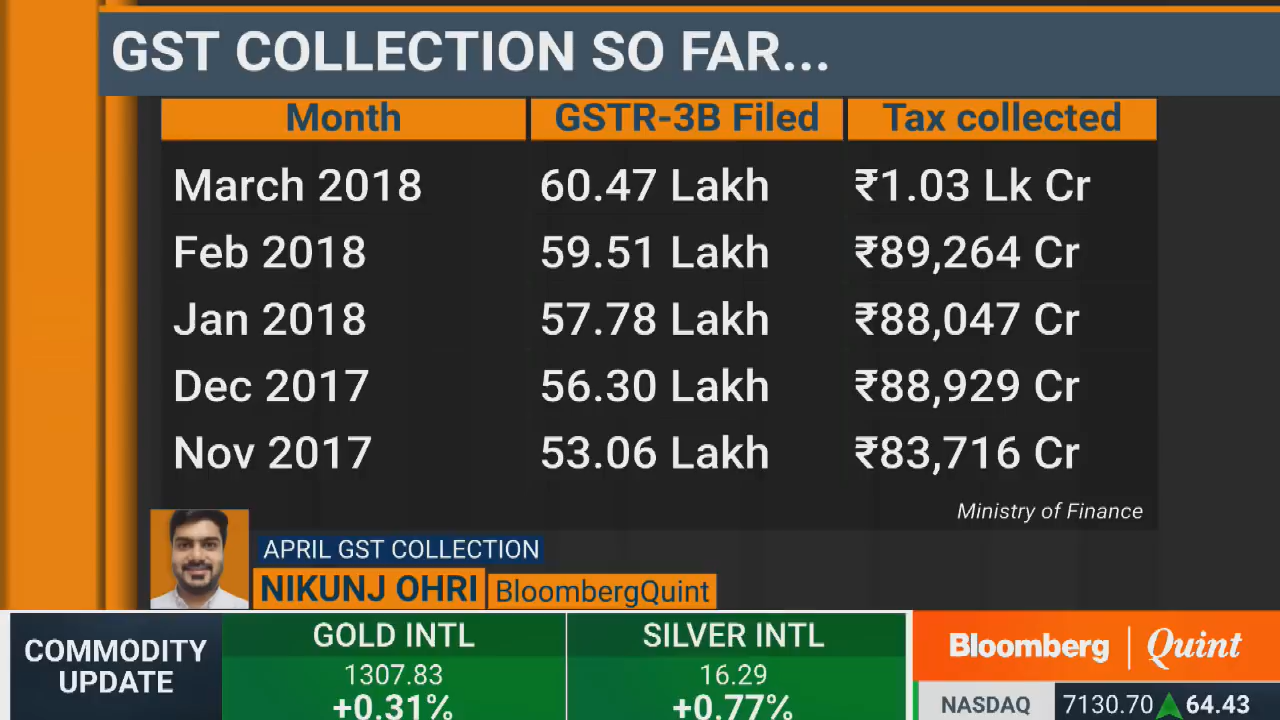 GST COLLECTION SO FAR...
Month GSTR-3B Filed Tax collected
March 2018 60.47 Lakh ₹1.03 Lk Cr
Feb 2018 59.51 Lakh ₹89,264 Cr
Jan 2018 57.78 Lakh ₹88,047 Cr
Dec 2017 56.30 Lakh ₹88,929 Cr
Nov 2017 53.06 Lakh ₹83,716 Cr
Ministry of Finance
APRIL GST COLLECTION
NIKUNJ OHRI BloombergQuint
COMMODITY
UPDATE
GOLD INTL
1307.83
+0.31%
SILVER INTL
16.29
+0.77%
Bloomberg | Quint
NASDAQ 7130.70 ▲ 64.43